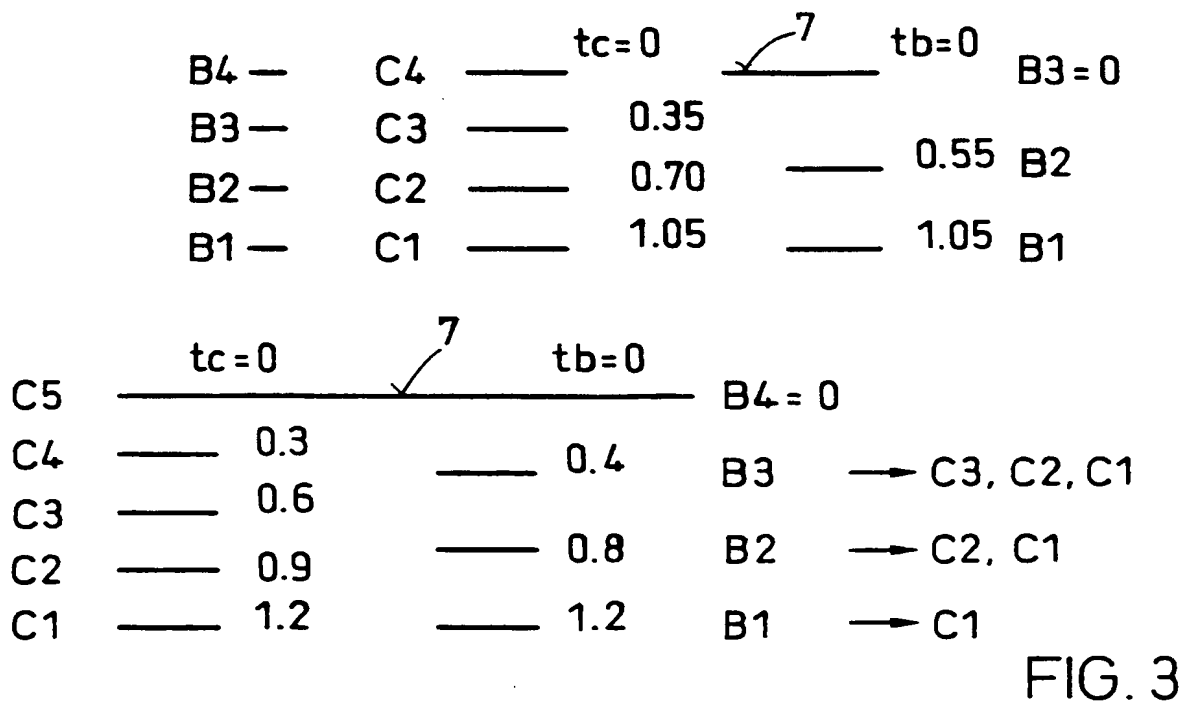 tc=0 7 tb=0
B4 C4 B3=0
B3 C3 0.35
B2 C2 0.70 0.55 B2
B1 C1 1.05 1.05 B1
tc=0 7 tb=0
C5 B4=0
C4 0.3 0.4 B3 → C3, C2, C1
C3 0.6
C2 0.9 0.8 B2 → C2, C1
C1 1.2 1.2 B1 → C1
FIG. 3